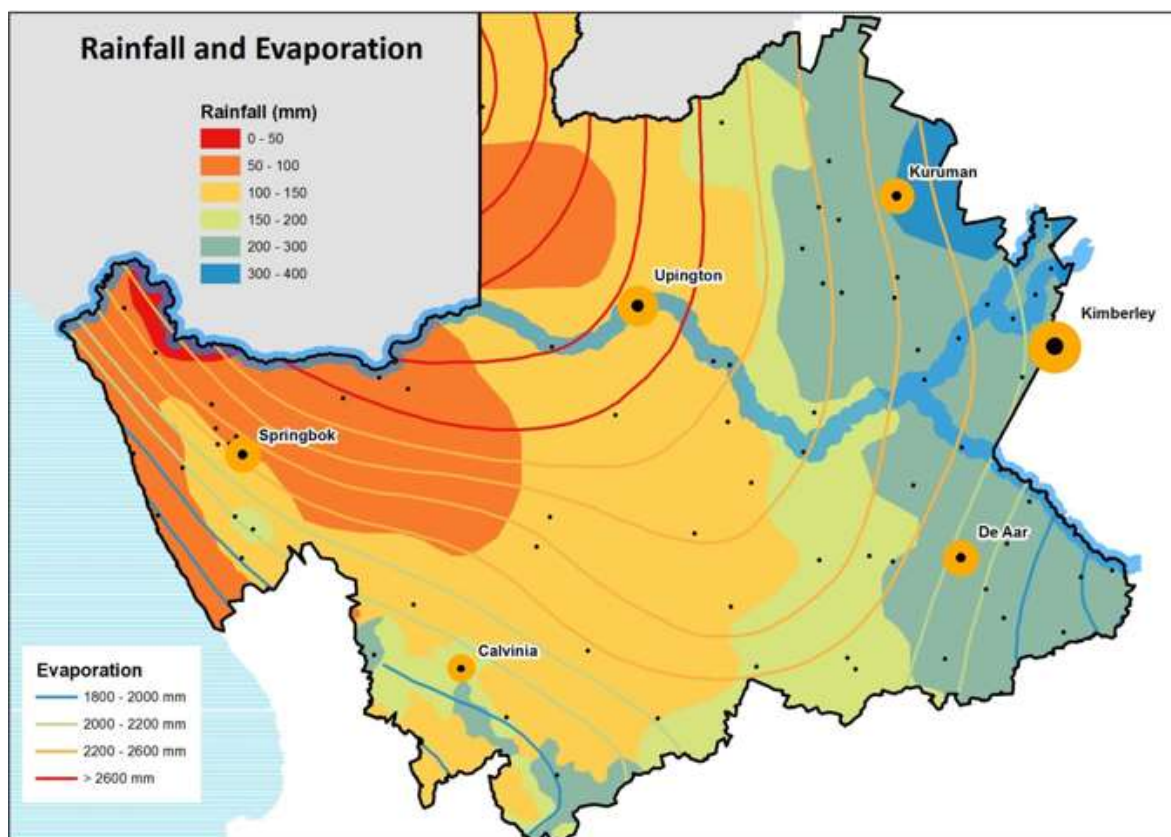 Rainfall and Evaporation
Rainfall (mm)
0 - 50
50 - 100
100 - 150
150 - 200
200 - 300
300 - 400
Kuruman
Upington
Kimberley
Springbok
De Aar
Calvinia
Evaporation
1800 - 2000 mm
2000 - 2200 mm
2200 - 2600 mm
> 2600 mm